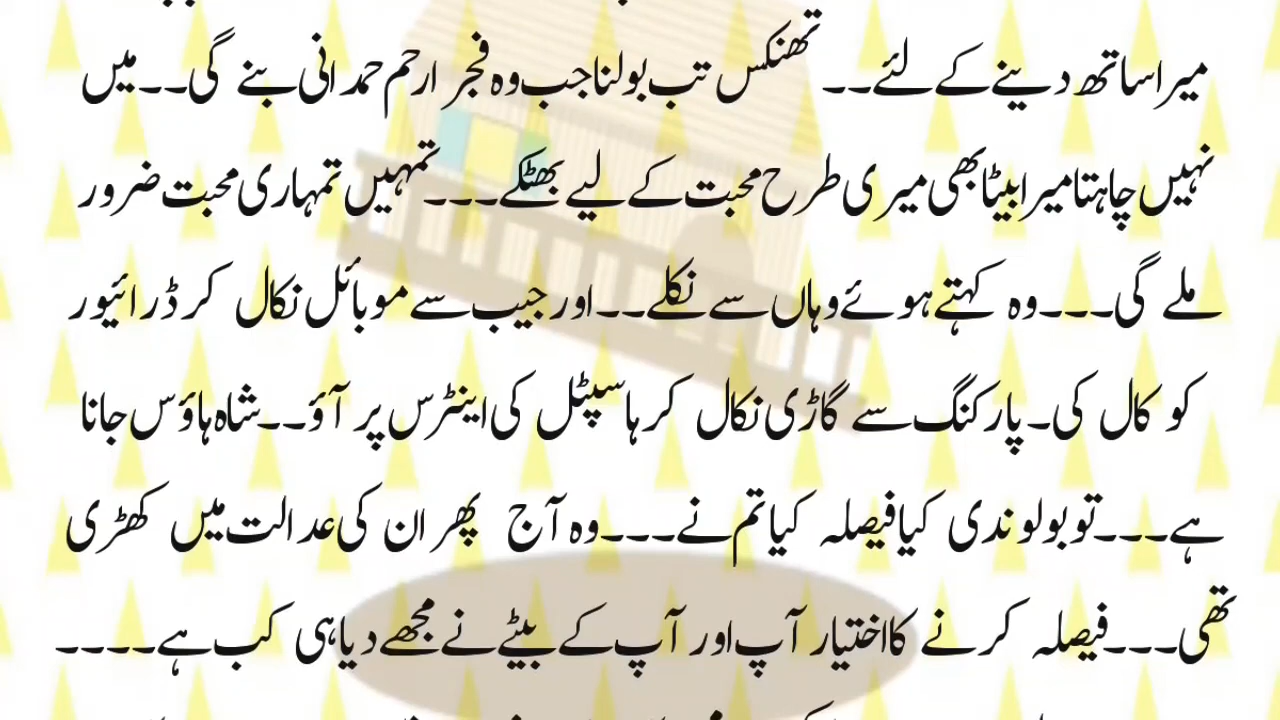 میرا ساتھ دینے کے لئے۔۔ تھنکس تب بولنا جب وہ فجر ارحم حمدانی بنے گی۔۔میں
نہیں چاہتا میرا بیٹا بھی میری طرح محبت کے لیے بھٹکے۔۔۔تمہیں تمہاری محبت ضرور
ملے گی۔۔۔وہ کہتے ہوئے وہاں سے نکلے۔۔اور جیب سے موبائل نکال کر ڈرائیور
کو کال کی۔پارکنگ سے گاڑی نکال کر ہاسپٹل کی اینٹرس پر آؤ۔۔شاہ ہاؤس جانا
ہے۔۔۔تو بولو ندی کیا فیصلہ کیا تم نے۔۔۔وہ آج پھر ان کی عدالت میں کھڑی
تھی۔۔۔فیصلہ کرنے کا اختیار آپ اور آپ کے بیٹے نے مجھے دیا ہی کب ہے۔۔۔۔